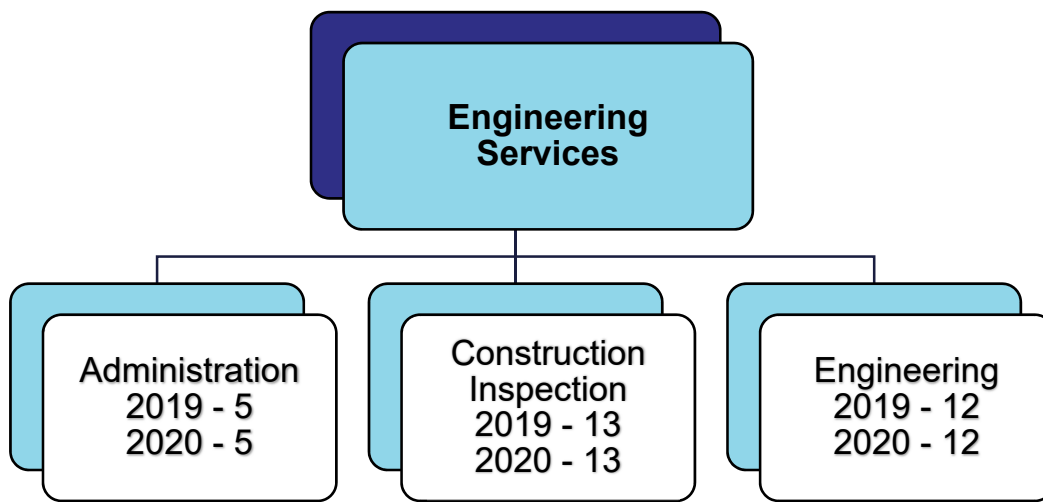 Engineering
Services
Administration
2019 - 5
2020 - 5
Construction
Inspection
2019 - 13
2020 - 13
Engineering
2019 - 12
2020 - 12